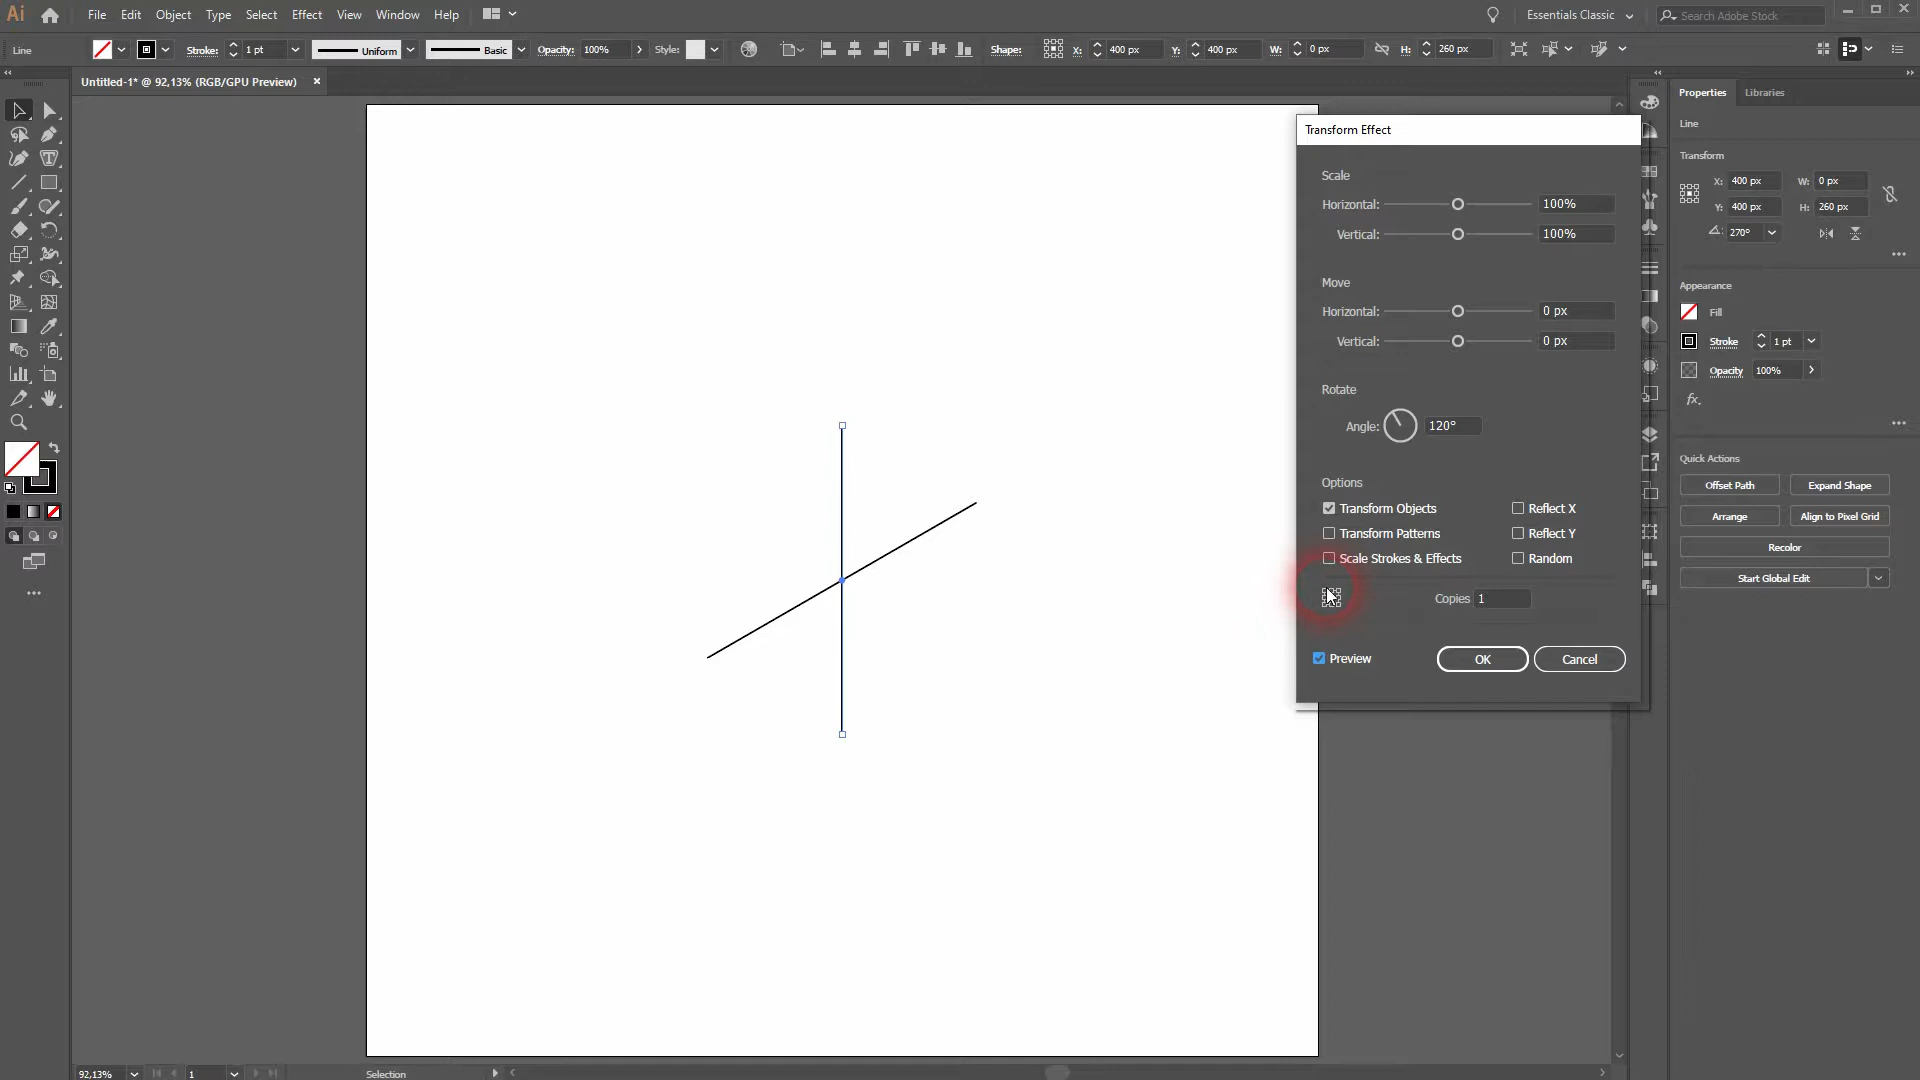 Ai File Edit Object Type Select Effect View Window Help Essentials Classic Search Adobe Stock
Line Stroke: 1 pt Uniform Basic Opacity: 100% Style: Shape: X: 400 px Y: 400 px W: 0 px H: 260 px
Untitled-1* @ 92,13% (RGB/GPU Preview)
Properties Libraries
Line
Transform
X: 400 px W: 0 px
Y: 400 px H: 260 px
270°
Appearance
Fill
Stroke 1 pt
Opacity 100%
fx.
Quick Actions
Offset Path Expand Shape
Arrange Align to Pixel Grid
Recolor
Start Global Edit
Transform Effect
Scale
Horizontal: 100%
Vertical: 100%
Move
Horizontal: 0 px
Vertical: 0 px
Rotate
Angle: 120°
Options
Transform Objects Reflect X
Transform Patterns Reflect Y
Scale Strokes & Effects Random
Copies 1
Preview OK Cancel
92,13% 1 Selection